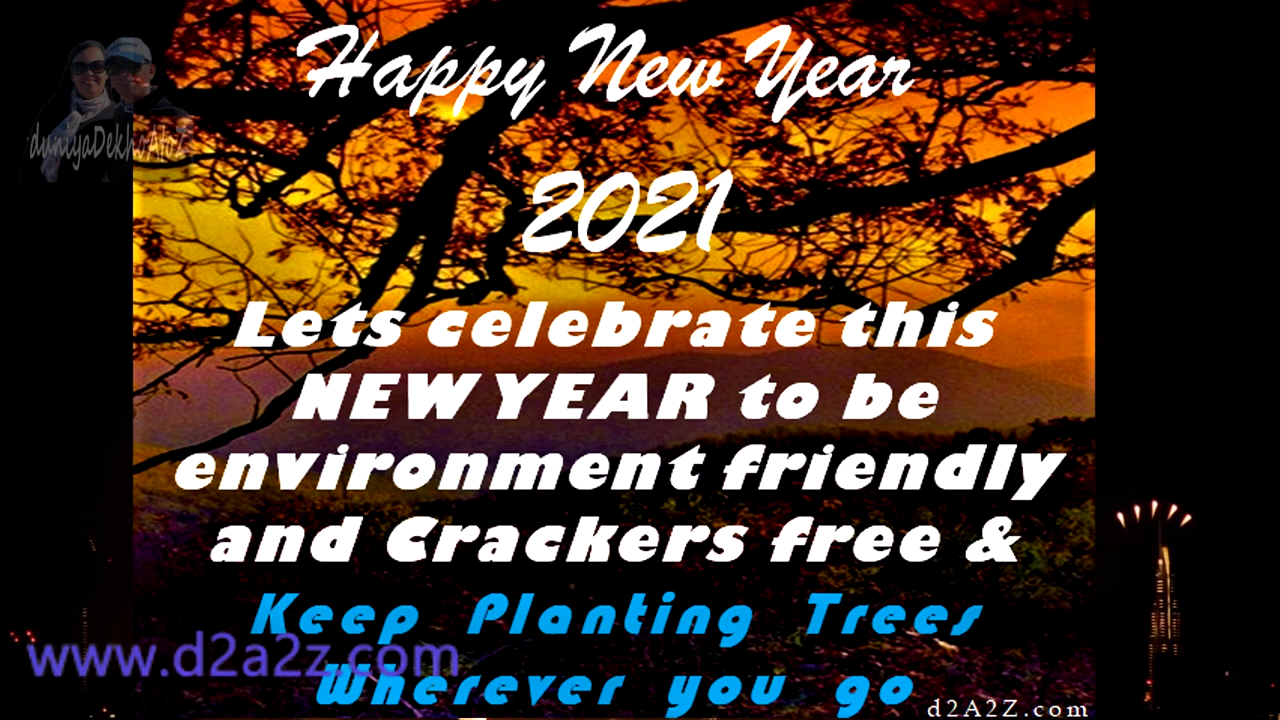 Happy New Year
duniyaDekhoAtoZ
2021
Lets celebrate this
NEW YEAR to be
environment friendly
and Crackers free &
Keep Planting Trees
www.d2a2z.com
Wherever you go
d2A2Z.com